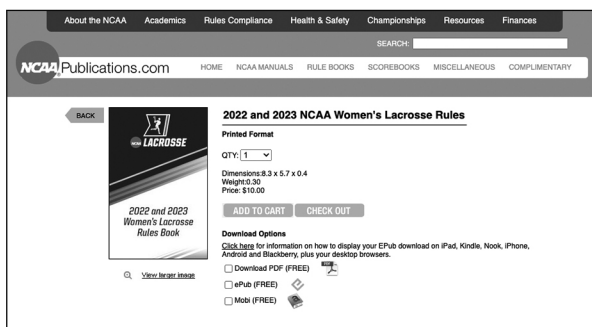 About the NCAA Academics Rules Compliance Health & Safety Championships Resources Finances
SEARCH:
NCAA Publications.com
HOME NCAA MANUALS RULE BOOKS SCOREBOOKS MISCELLANEOUS COMPLIMENTARY
BACK
NCAA LACROSSE
2022 and 2023
Women's Lacrosse
Rules Book
View larger image
2022 and 2023 NCAA Women's Lacrosse Rules
Printed Format
QTY: 1
Dimensions:8.3 x 5.7 x 0.4
Weight:0.30
Price: $10.00
ADD TO CART CHECK OUT
Download Options
Click here for information on how to display your EPub download on iPad, Kindle, Nook, iPhone,
Android and Blackberry, plus your desktop browsers.
Download PDF (FREE) PDF
ePub (FREE)
Mobi (FREE)